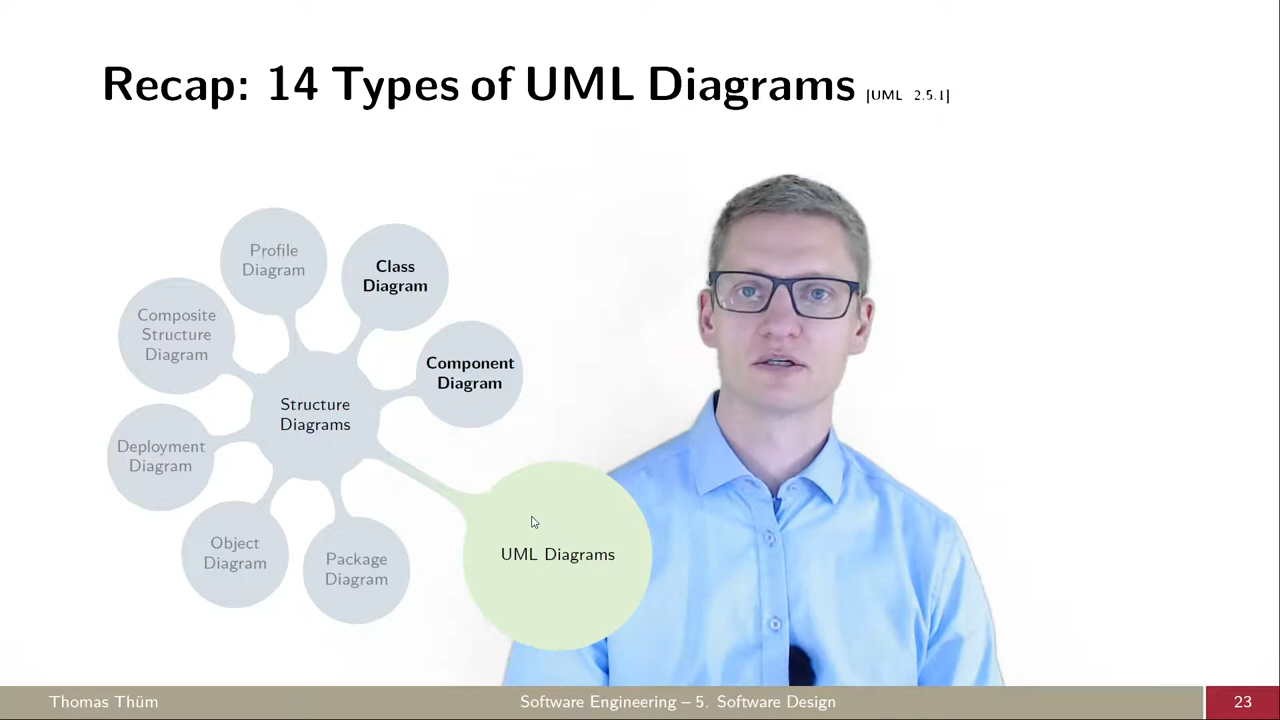 Recap: 14 Types of UML Diagrams [UML 2.5.1]
Profile
Diagram
Class
Diagram
Composite
Structure
Diagram
Component
Diagram
Structure
Diagrams
Deployment
Diagram
Object
Diagram
Package
Diagram
UML Diagrams
Thomas Thüm
Software Engineering – 5. Software Design
23